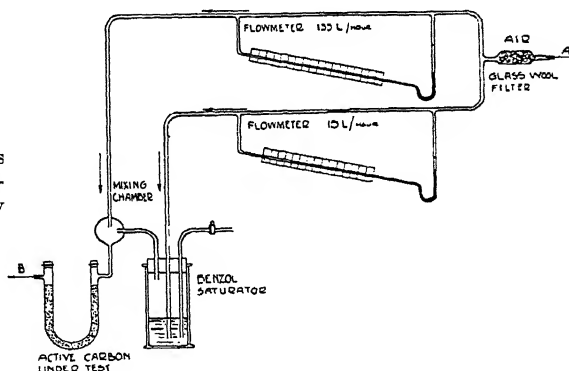 FLOWMETER 135 L/HOUR
AIR
A
GLASS WOOL
FILTER
FLOWMETER 15 L/HOUR
MIXING
CHAMBER
B
BENZOL
SATURATOR
ACTIVE CARBON
UNDER TEST